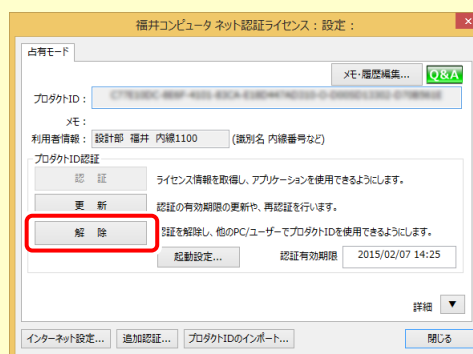 福井コンピュータ ネット認証ライセンス：設定：
占有モード
メモ・履歴編集... Q&A
プロダクトID：
メモ：
利用者情報： 設計部 福井 内線1100 (識別名 内線番号など)
プロダクトID認証
認 証 ライセンス情報を取得し、アプリケーションを使用できるようにします。
更 新 認証の有効期限の更新や、再認証を行います。
解 除 認証を解除し、他のPC/ユーザーでプロダクトIDを使用できるようにします。
起動設定... 認証有効期限 2015/02/07 14:25
詳細 ▼
インターネット設定... 追加認証... プロダクトIDのインポート... 閉じる